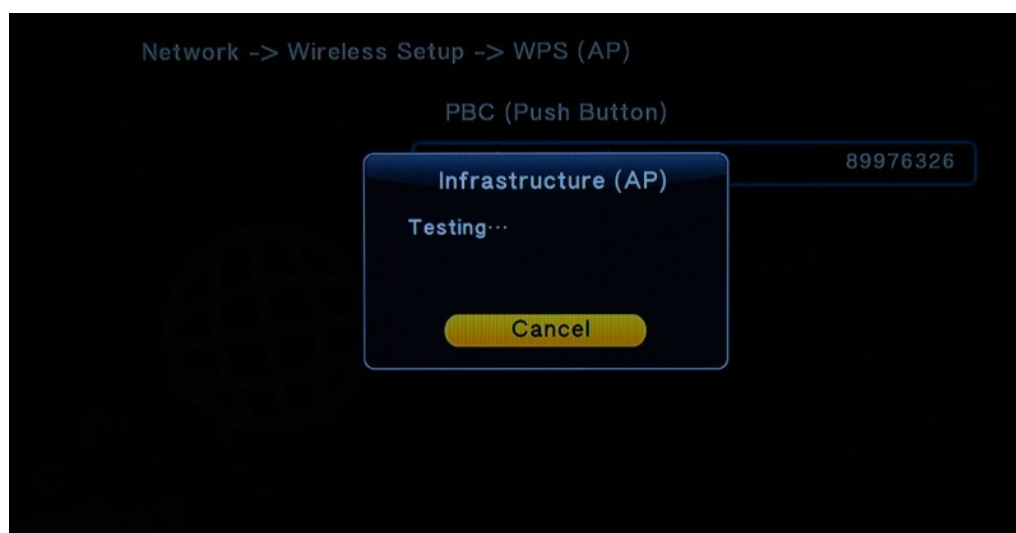 Network -> Wireless Setup -> WPS (AP)
PBC (Push Button)
89976326
Infrastructure (AP)
Testing···
Cancel